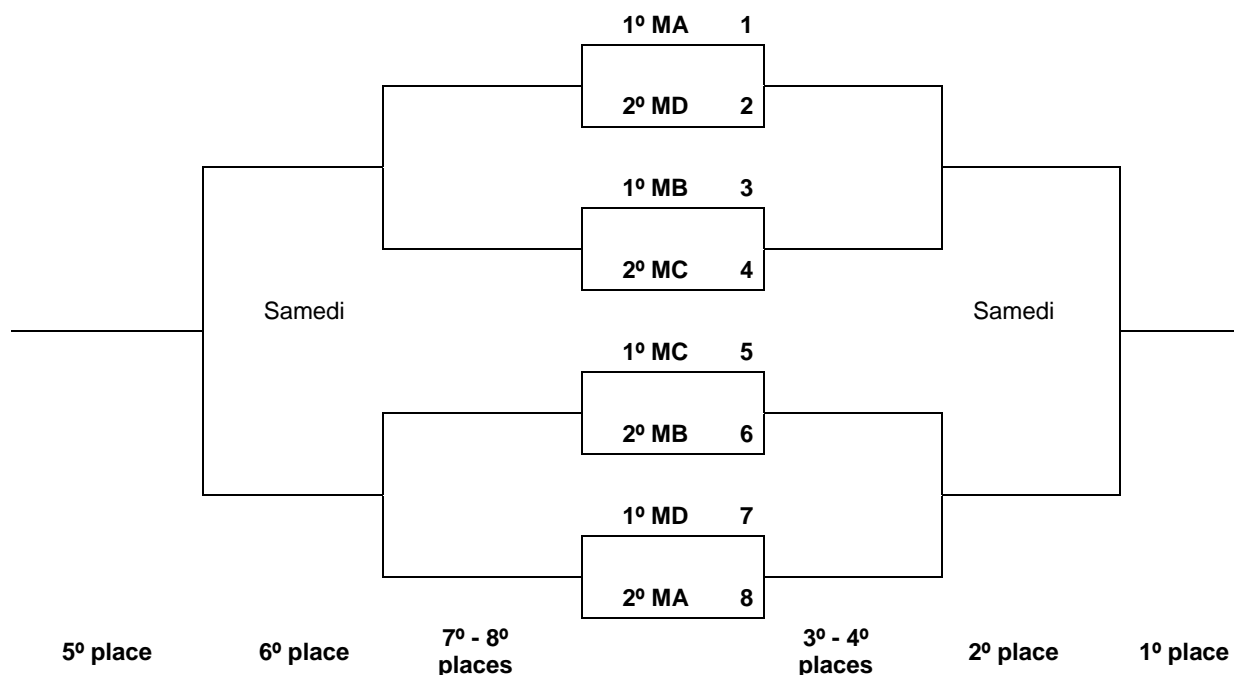 1º MA 1
2º MD 2
1º MB 3
2º MC 4
Samedi Samedi
1º MC 5
2º MB 6
1º MD 7
2º MA 8
5º place 6º place 7º - 8º places 3º - 4º places 2º place 1º place